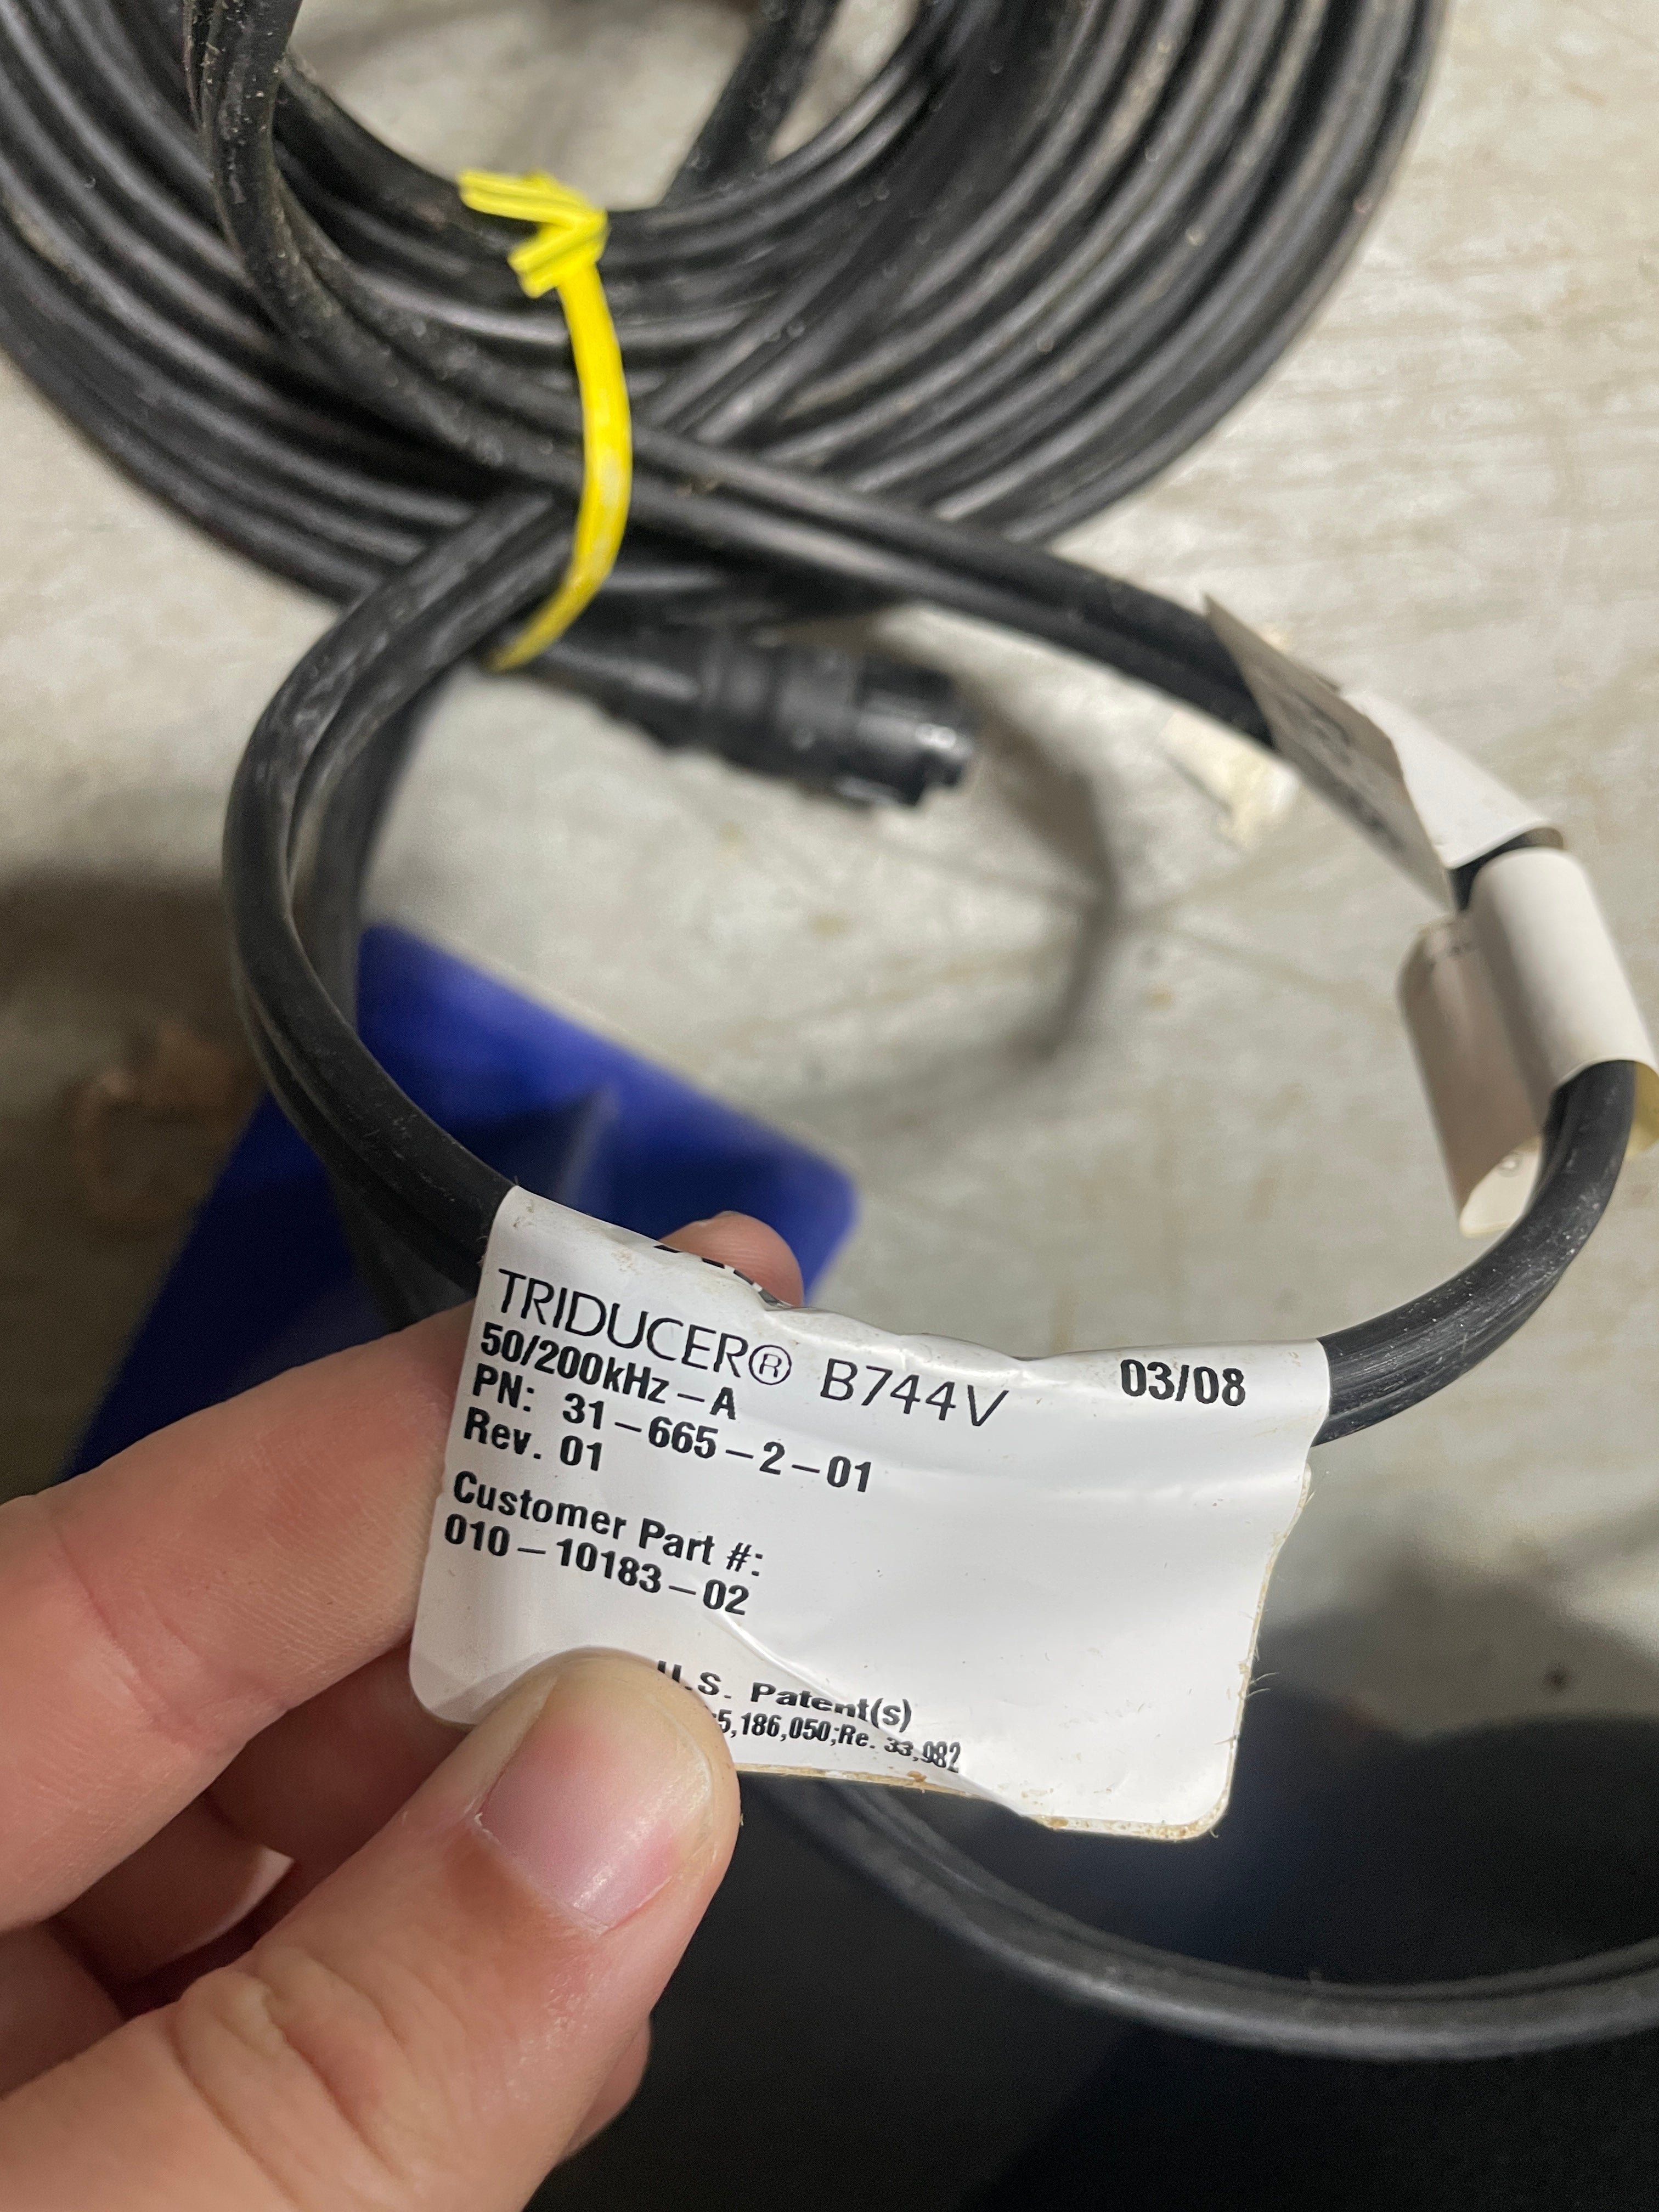 TRIDUCER® B744V 03/08
50/200kHz-A
PN: 31-665-2-01
Rev. 01
Customer Part #:
010-10183-02
U.S. Patent(s)
5,186,050;Re. 33,982